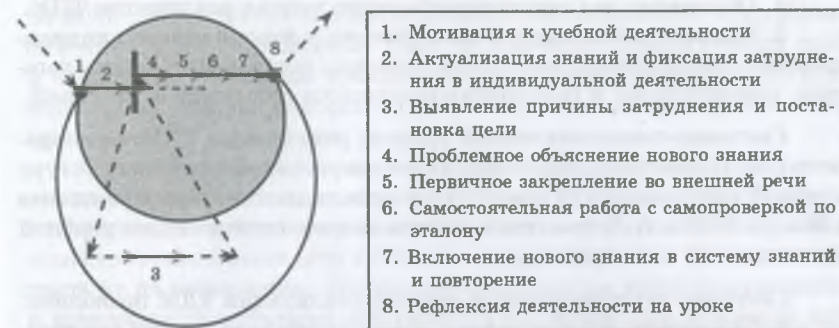 1 2 4 5 6 7 8
3
1. Мотивация к учебной деятельности
2. Актуализация знаний и фиксация затрудне-
ния в индивидуальной деятельности
3. Выявление причины затруднения и поста-
новка цели
4. Проблемное объяснение нового знания
5. Первичное закрепление во внешней речи
6. Самостоятельная работа с самопроверкой по
эталону
7. Включение нового знания в систему знаний
и повторение
8. Рефлексия деятельности на уроке